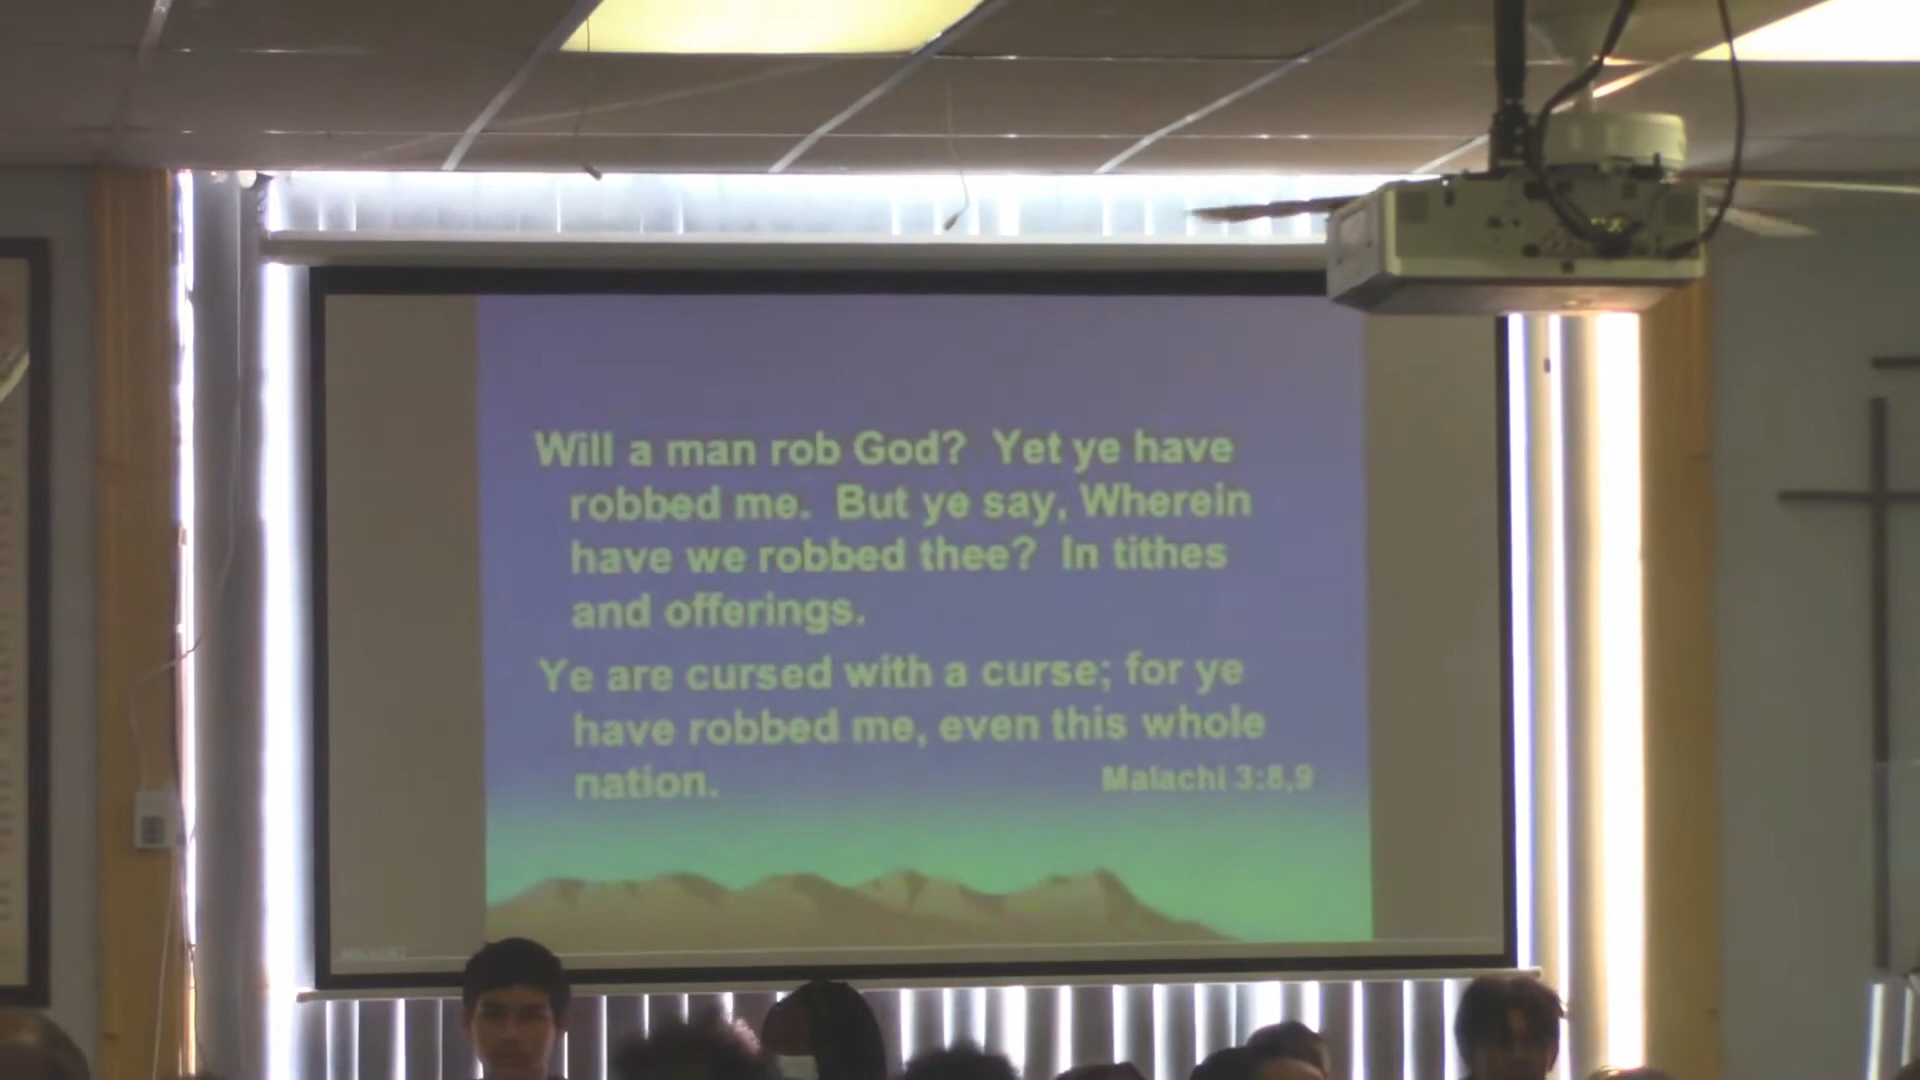 Will a man rob God? Yet ye have
robbed me. But ye say, Wherein
have we robbed thee? In tithes
and offerings.
Ye are cursed with a curse; for ye
have robbed me, even this whole
nation.
Malachi 3:8,9